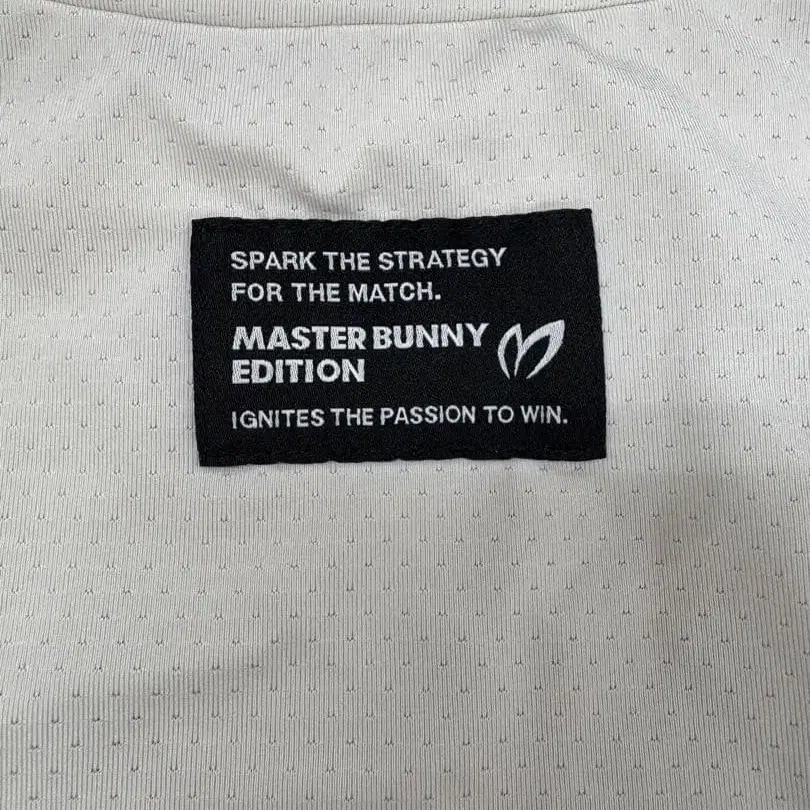 SPARK THE STRATEGY
FOR THE MATCH.
MASTER BUNNY
EDITION
IGNITES THE PASSION TO WIN.